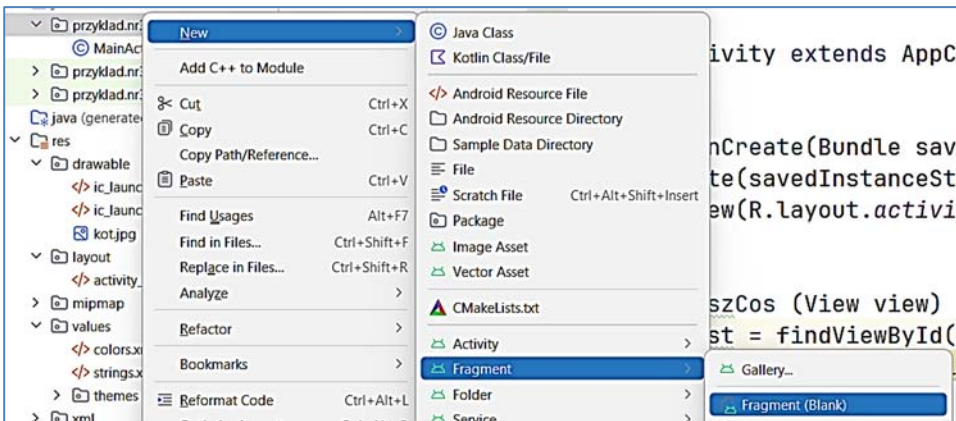 przyklad.nr
MainAc
przyklad.nr
przyklad.nr
java (generate
res
drawable
ic_launc
ic_launc
kot.jpg
layout
activity_
mipmap
values
colors.x
strings.x
themes
xml
New
Add C++ to Module
Cut Ctrl+X
Copy Ctrl+C
Copy Path/Reference...
Paste Ctrl+V
Find Usages Alt+F7
Find in Files... Ctrl+Shift+F
Replace in Files... Ctrl+Shift+R
Analyze
Refactor
Bookmarks
Reformat Code Ctrl+Alt+L
Java Class
Kotlin Class/File
Android Resource File
Android Resource Directory
Sample Data Directory
File
Scratch File Ctrl+Alt+Shift+Insert
Package
Image Asset
Vector Asset
CMakeLists.txt
Activity
Fragment
Folder
Service
Gallery...
Fragment (Blank)
ivity extends AppC
nCreate(Bundle sav
te(savedInstanceSt
ew(R.layout.activi
szCos (View view)
st = findViewById(